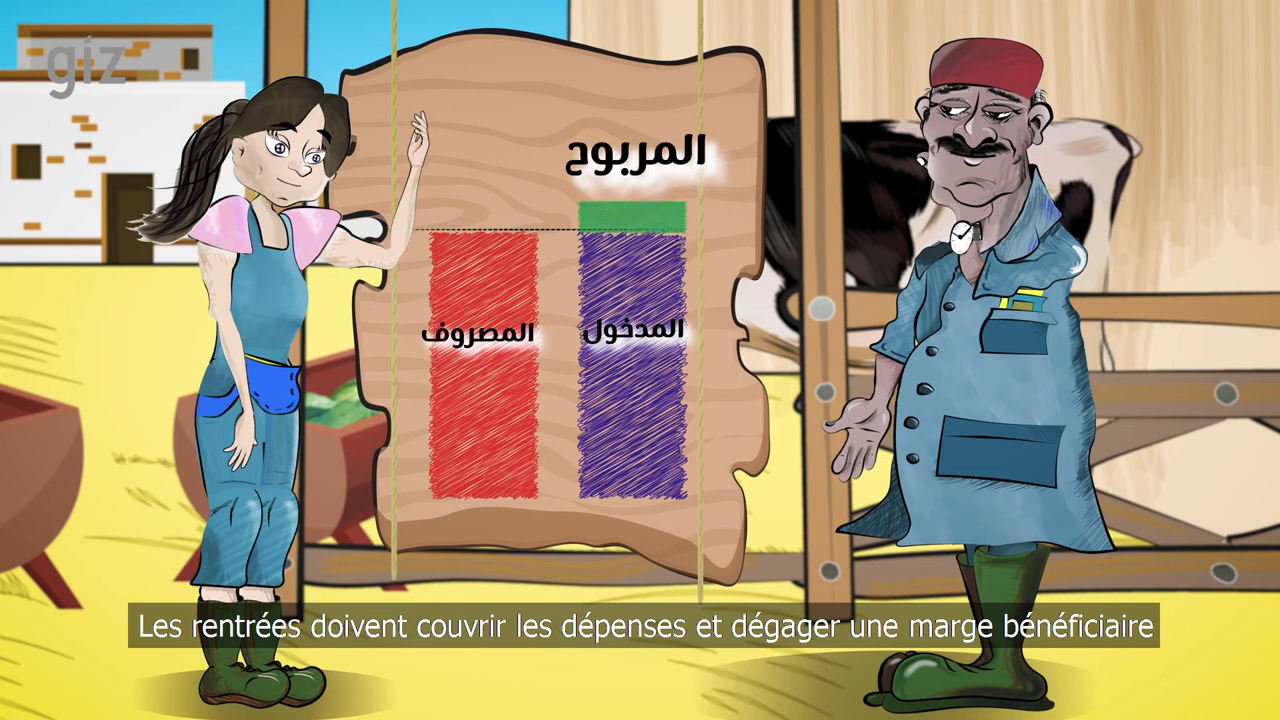 giz
المربوح
المدخول
المصروف
Les rentrées doivent couvrir les dépenses et dégager une marge bénéficiaire